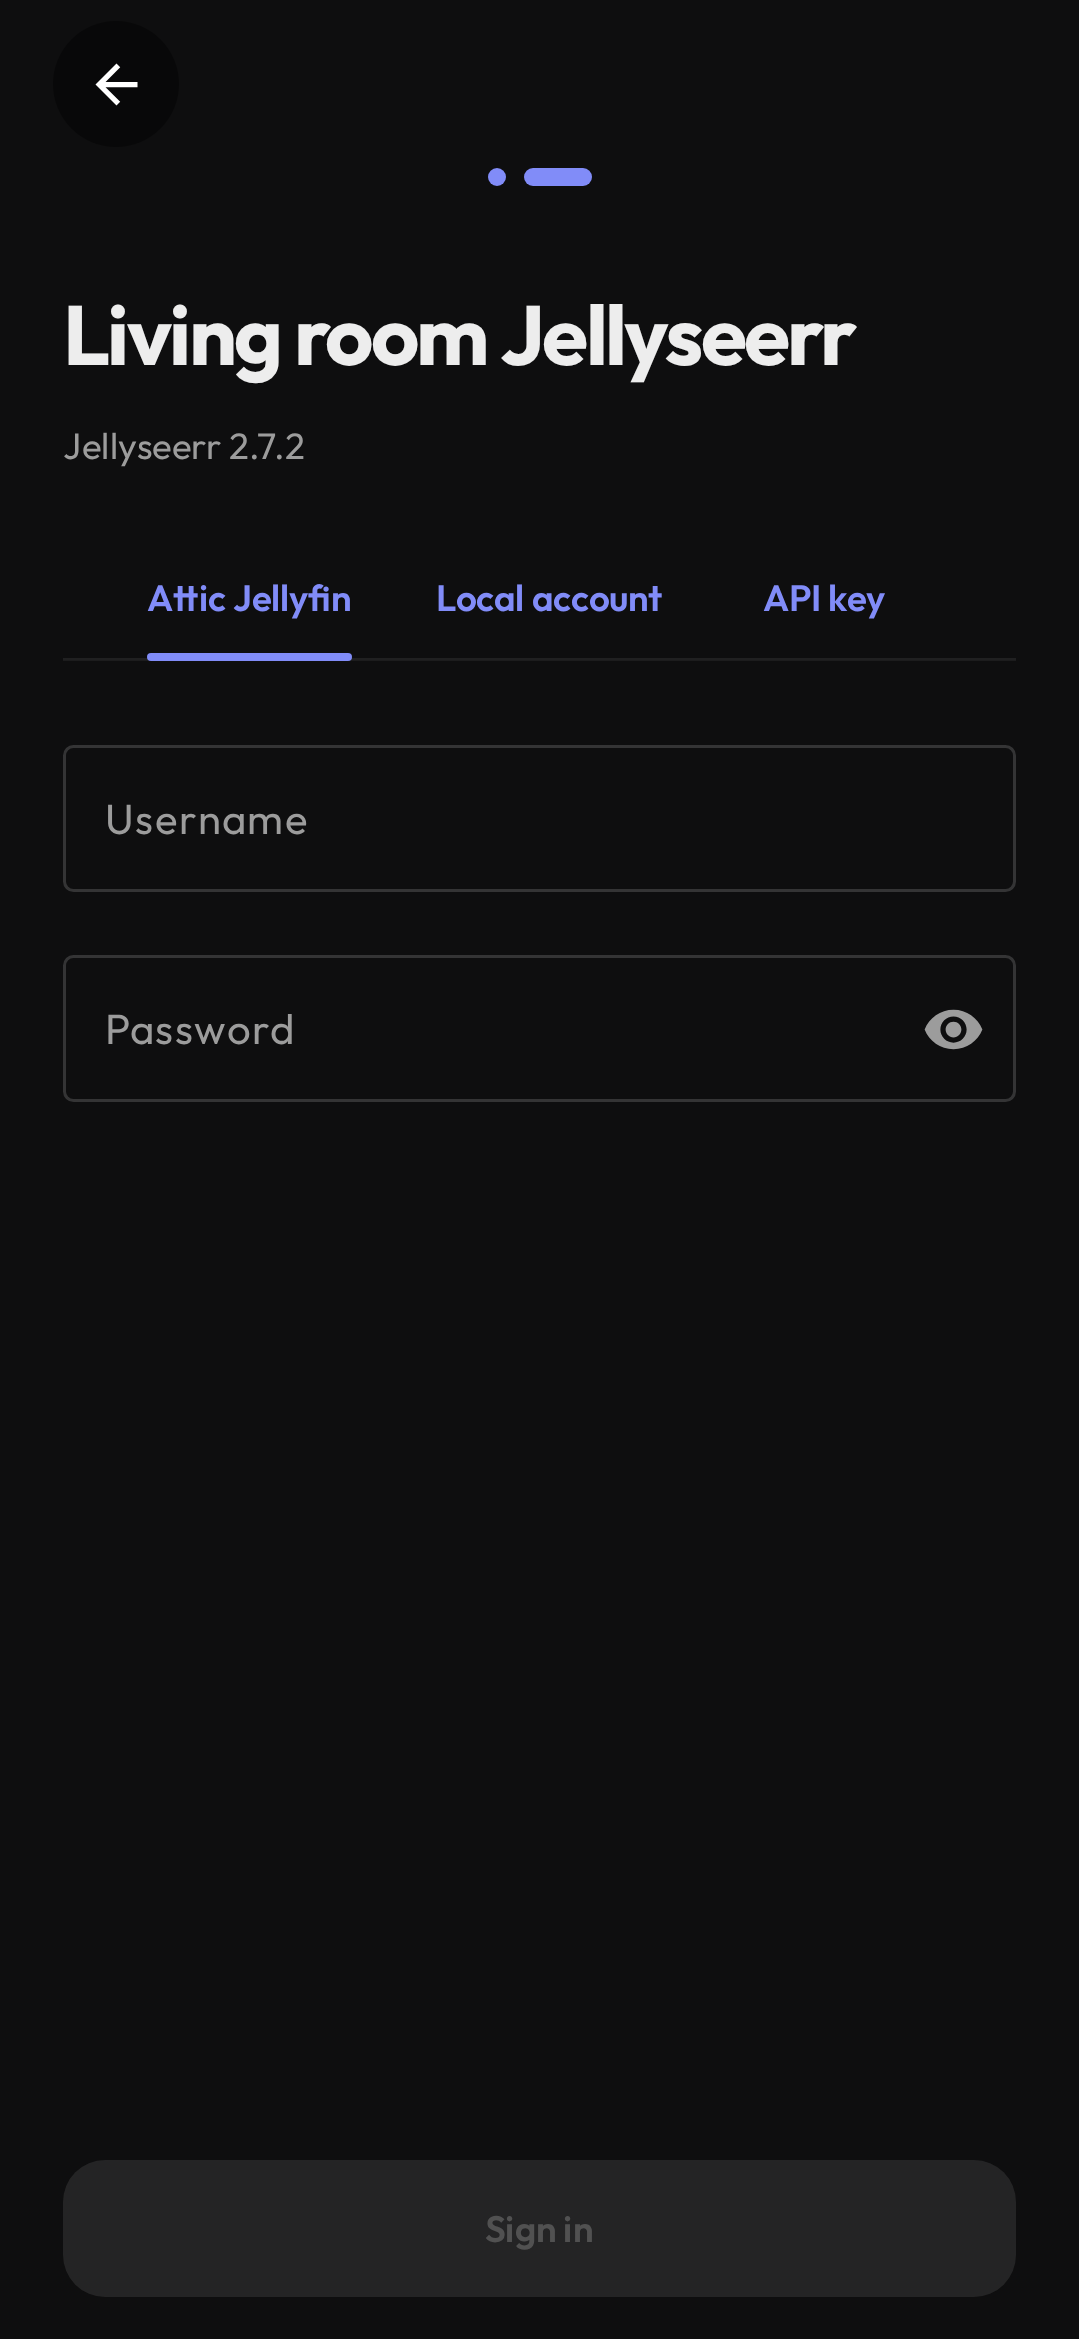 Living room Jellyseerr
Jellyseerr 2.7.2
Attic Jellyfin
Local account
API key
Username
Password
Sign in